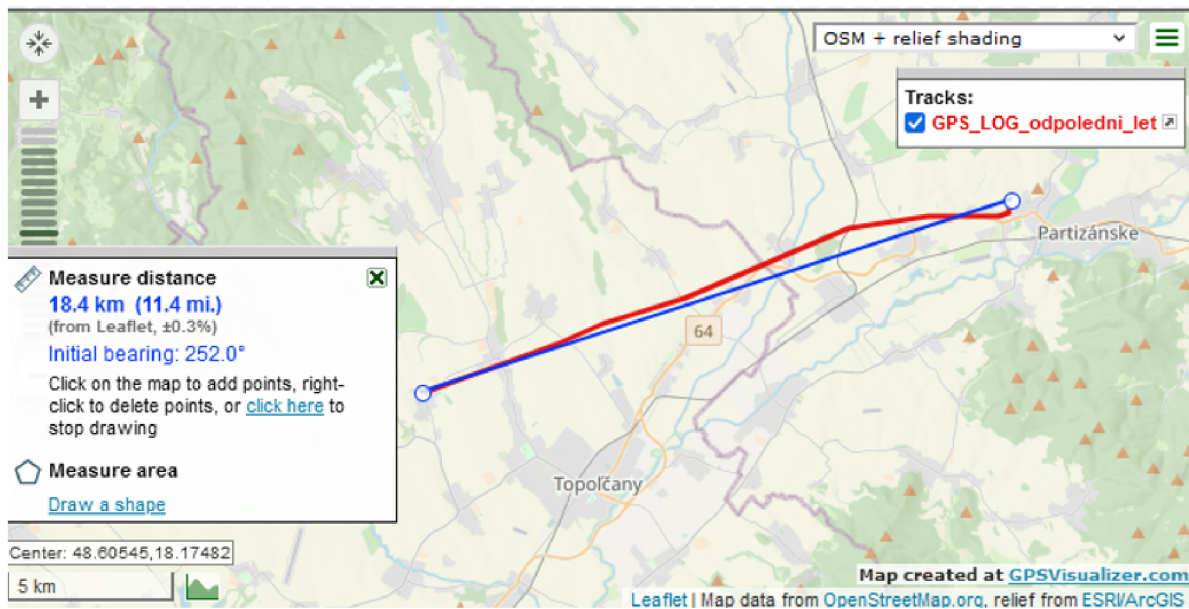 OSM + relief shading
Tracks:
GPS_LOG_odpoledni_let
Partizánske
Measure distance
18.4 km (11.4 mi.)
(from Leaflet, ±0.3%)
Initial bearing: 252.0°
Click on the map to add points, right-
click to delete points, or click here to
stop drawing
64
Measure area
Draw a shape
Topoľčany
Center: 48.60545,18.17482
5 km
Map created at GPSVisualizer.com
Leaflet | Map data from OpenStreetMap.org, relief from ESRI/ArcGIS